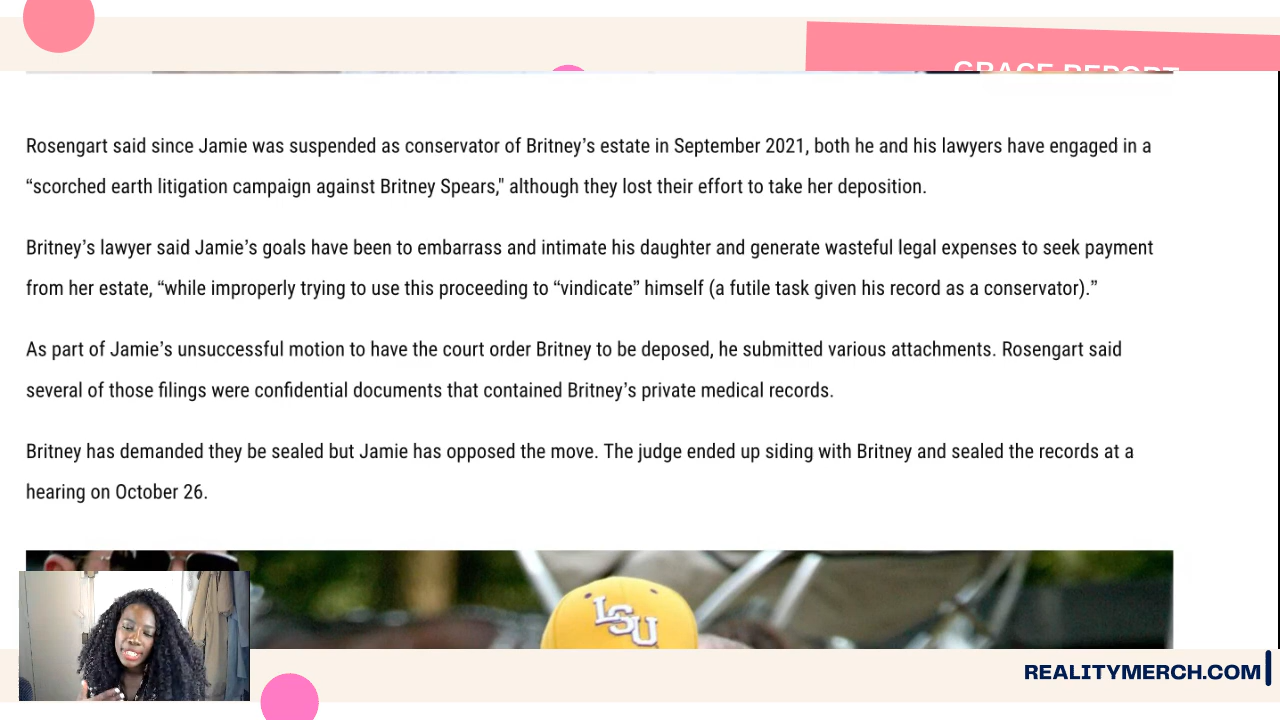 GRACE REPORT
Rosengart said since Jamie was suspended as conservator of Britney’s estate in September 2021, both he and his lawyers have engaged in a
“scorched earth litigation campaign against Britney Spears," although they lost their effort to take her deposition.
Britney’s lawyer said Jamie’s goals have been to embarrass and intimate his daughter and generate wasteful legal expenses to seek payment
from her estate, “while improperly trying to use this proceeding to “vindicate” himself (a futile task given his record as a conservator).”
As part of Jamie’s unsuccessful motion to have the court order Britney to be deposed, he submitted various attachments. Rosengart said
several of those filings were confidential documents that contained Britney’s private medical records.
Britney has demanded they be sealed but Jamie has opposed the move. The judge ended up siding with Britney and sealed the records at a
hearing on October 26.
LSU
REALITYMERCH.COM